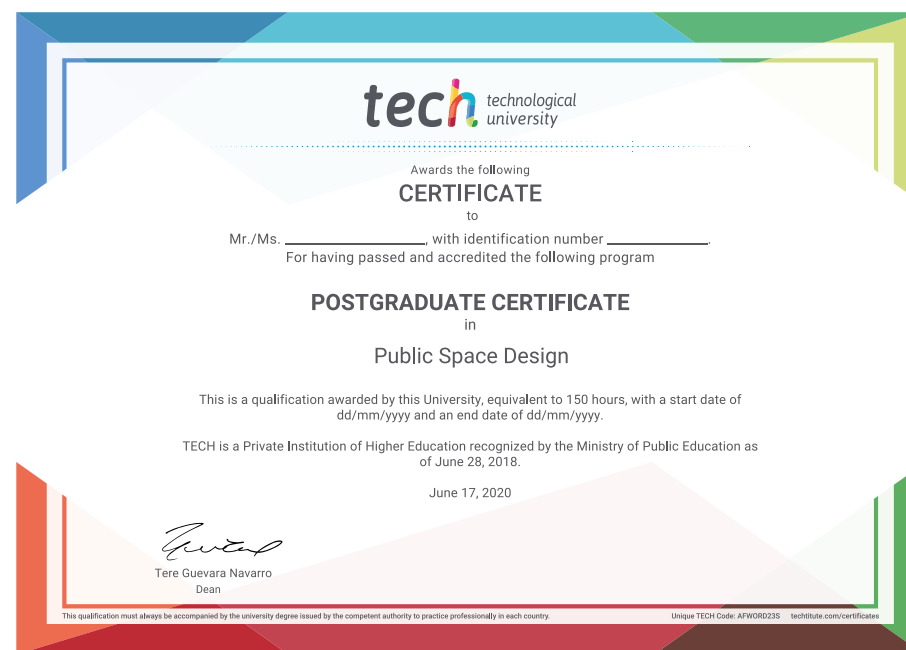 tech technological
university
Awards the following
CERTIFICATE
to
Mr./Ms. ____________________, with identification number ______________.
For having passed and accredited the following program
POSTGRADUATE CERTIFICATE
in
Public Space Design
This is a qualification awarded by this University, equivalent to 150 hours, with a start date of
dd/mm/yyyy and an end date of dd/mm/yyyy.
TECH is a Private Institution of Higher Education recognized by the Ministry of Public Education as
of June 28, 2018.
June 17, 2020
Tere Guevara Navarro
Dean
This qualification must always be accompanied by the university degree issued by the competent authority to practice professionally in each country. Unique TECH Code: AFWORD23S techtitute.com/certificates